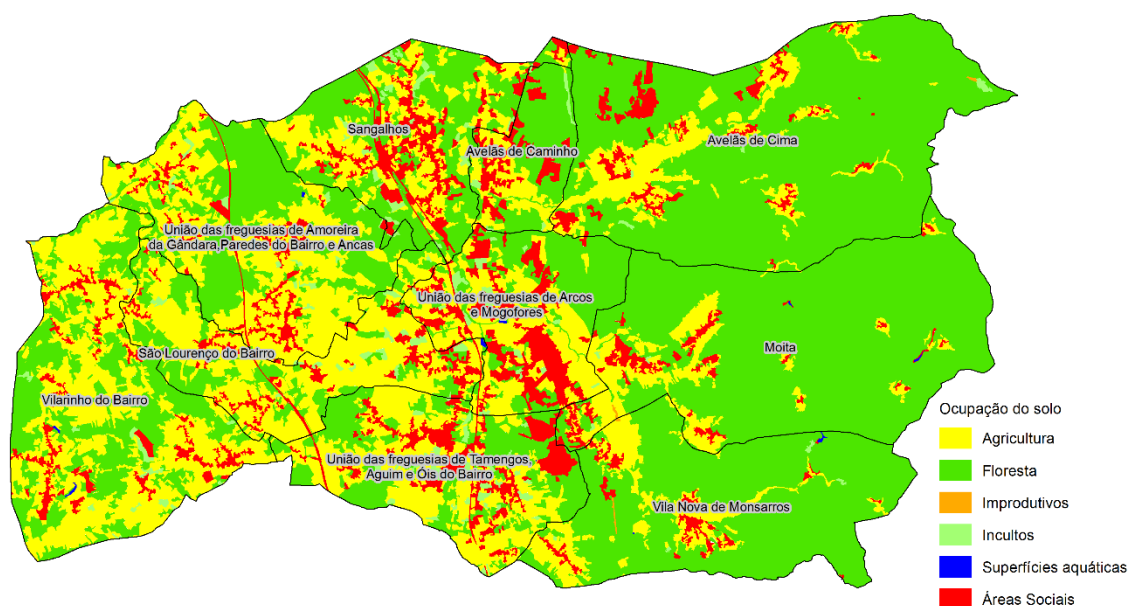 Sangalhos
Avelãs de Caminho
Avelãs de Cima
União das freguesias de Amoreira
da Gândara,Paredes do Bairro e Ancas
União das freguesias de Arcos
e Mogofores
São Lourenço do Bairro
Moita
Vilarinho do Bairro
União das freguesias de Tamengos,
Aguim e Óis do Bairro
Vila Nova de Monsarros
Ocupação do solo
Agricultura
Floresta
Improdutivos
Incultos
Superfícies aquáticas
Áreas Sociais